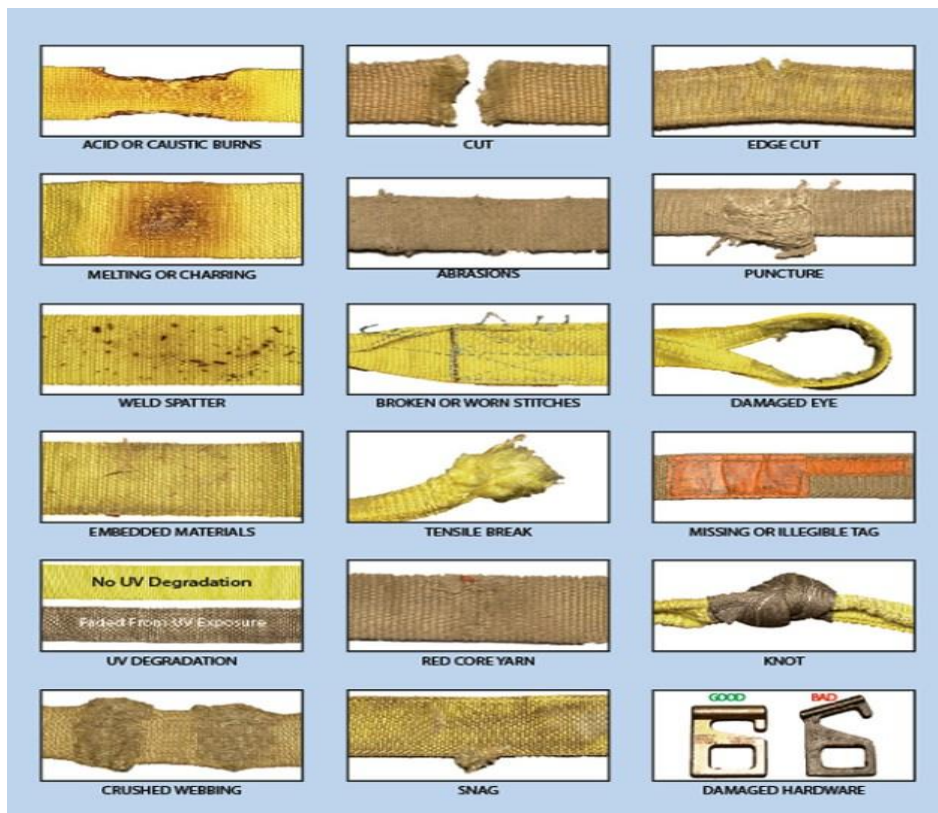 ACID OR CAUSTIC BURNS
CUT
EDGE CUT
MELTING OR CHARRING
ABRASIONS
PUNCTURE
WELD SPATTER
BROKEN OR WORN STITCHES
DAMAGED EYE
EMBEDDED MATERIALS
TENSILE BREAK
MISSING OR ILLEGIBLE TAG
No UV Degradation
Faded From UV Exposure
UV DEGRADATION
RED CORE YARN
KNOT
GOOD
BAD
CRUSHED WEBBING
SNAG
DAMAGED HARDWARE